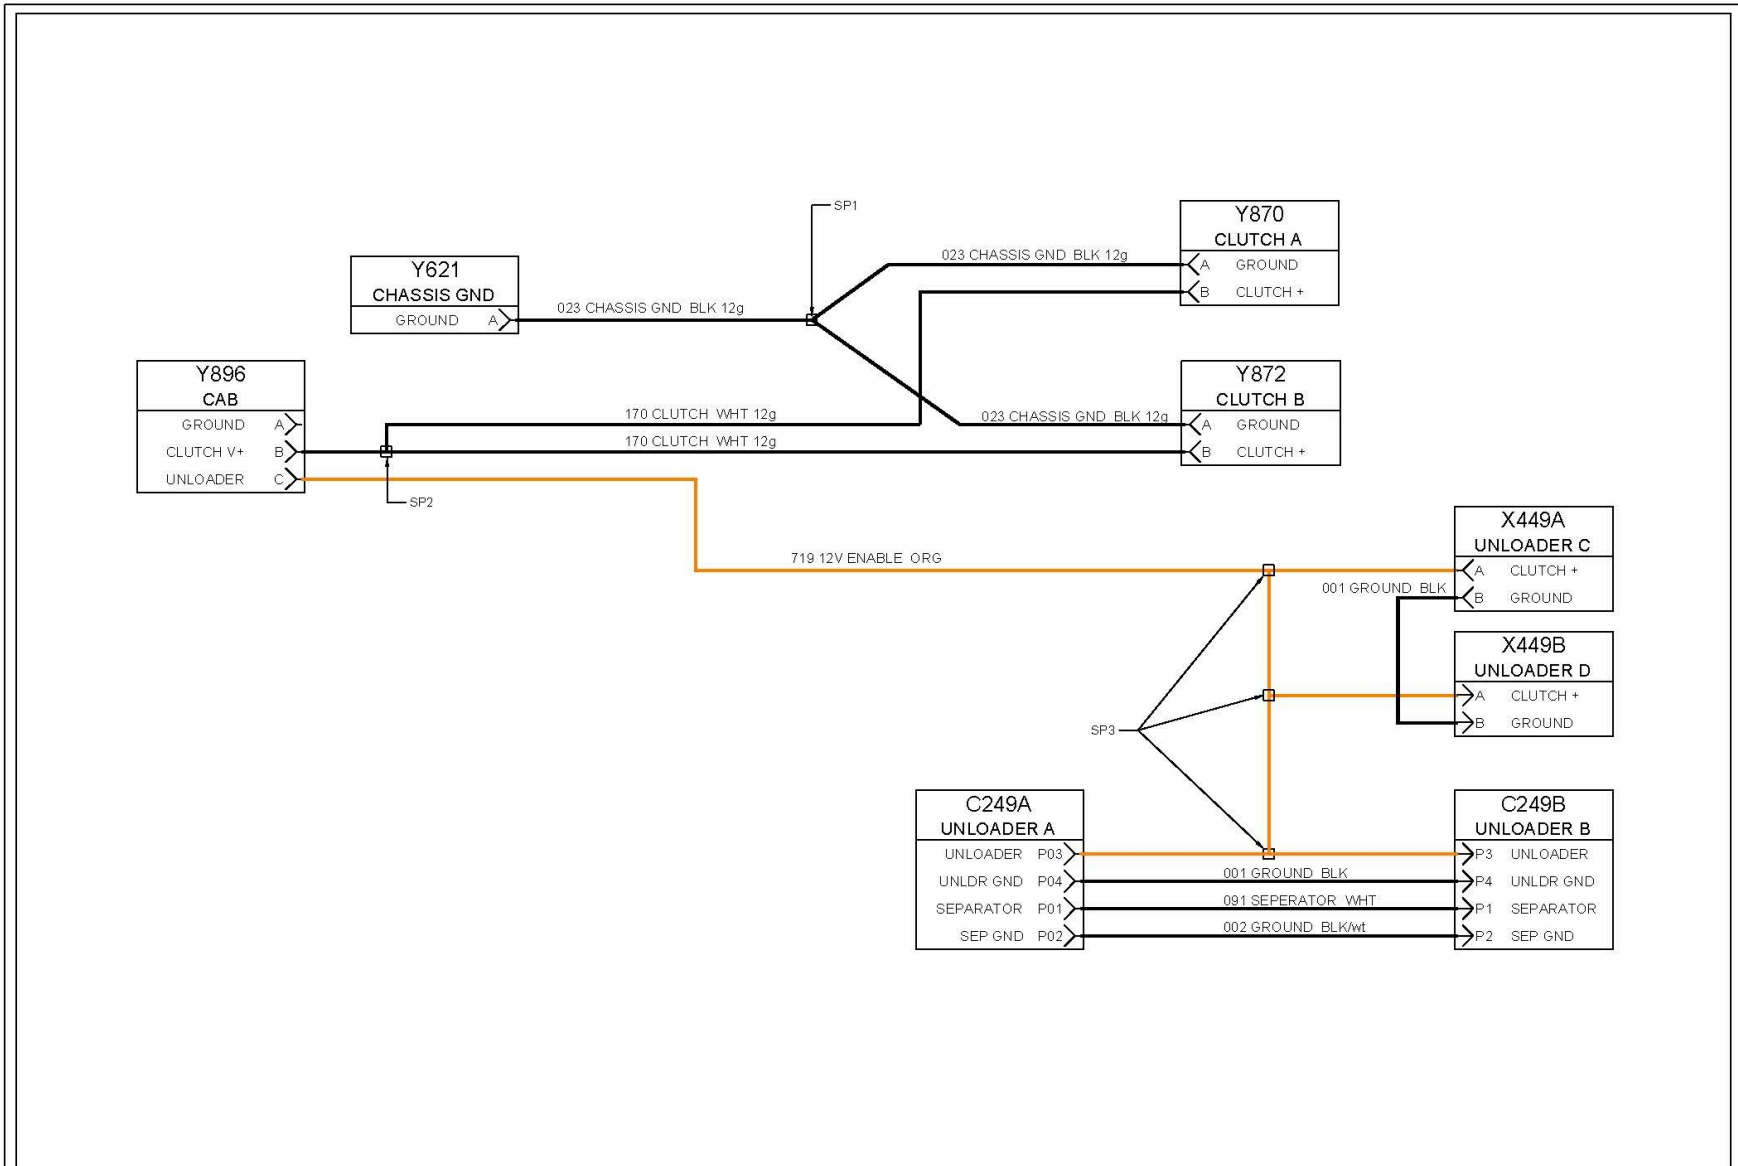 SP1
Y870
CLUTCH A
023 CHASSIS GND BLK 12g
A GROUND
B CLUTCH +
Y621
CHASSIS GND
GROUND A
023 CHASSIS GND BLK 12g
Y896
CAB
GROUND A
CLUTCH V+ B
UNLOADER C
170 CLUTCH WHT 12g
170 CLUTCH WHT 12g
SP2
Y872
CLUTCH B
023 CHASSIS GND BLK 12g
A GROUND
B CLUTCH +
719 12V ENABLE ORG
X449A
UNLOADER C
A CLUTCH +
001 GROUND BLK
B GROUND
X449B
UNLOADER D
A CLUTCH +
B GROUND
SP3
C249A
UNLOADER A
UNLOADER P03
UNLDR GND P04
SEPARATOR P01
SEP GND P02
001 GROUND BLK
091 SEPERATOR WHT
002 GROUND BLK/wt
C249B
UNLOADER B
P3 UNLOADER
P4 UNLDR GND
P1 SEPARATOR
P2 SEP GND